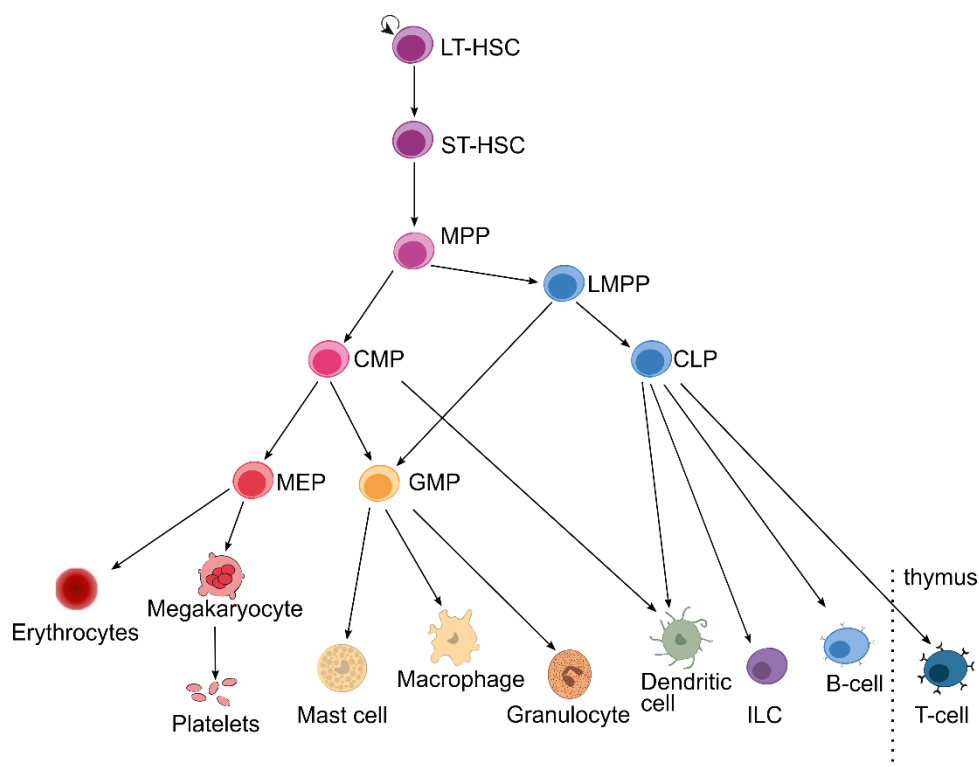 LT-HSC
ST-HSC
MPP
LMPP
CMP
CLP
MEP
GMP
thymus
Erythrocytes
Megakaryocyte
Platelets
Mast cell
Macrophage
Granulocyte
Dendritic
cell
ILC
B-cell
T-cell